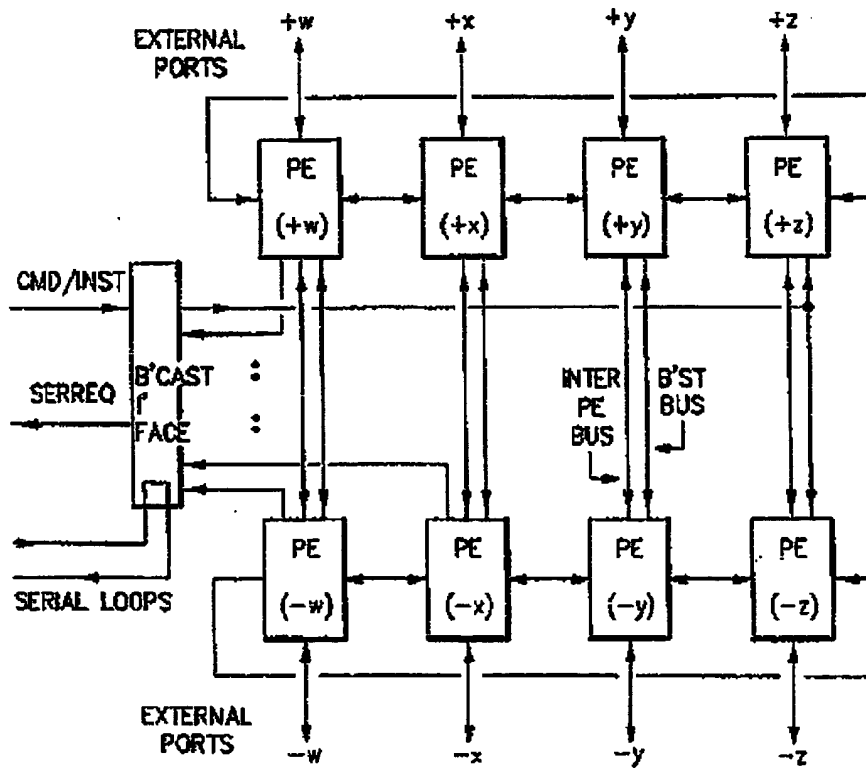 +w +x +y +z
EXTERNAL
PORTS
PE PE PE PE
(+w) (+x) (+y) (+z)
CMD/INST
B'CAST
SERREQ
FACE
INTER
PE
BUS
B'ST
BUS
PE PE PE PE
(-w) (-x) (-y) (-z)
SERIAL LOOPS
EXTERNAL
PORTS
-w -x -y -z